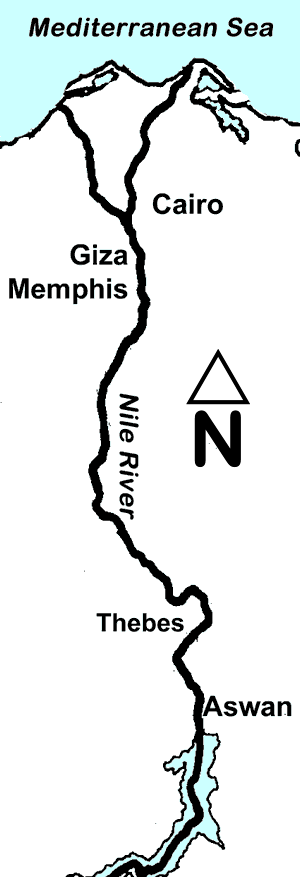 Mediterranean Sea
Cairo
Giza
Memphis
Nile River
N
Thebes
Aswan